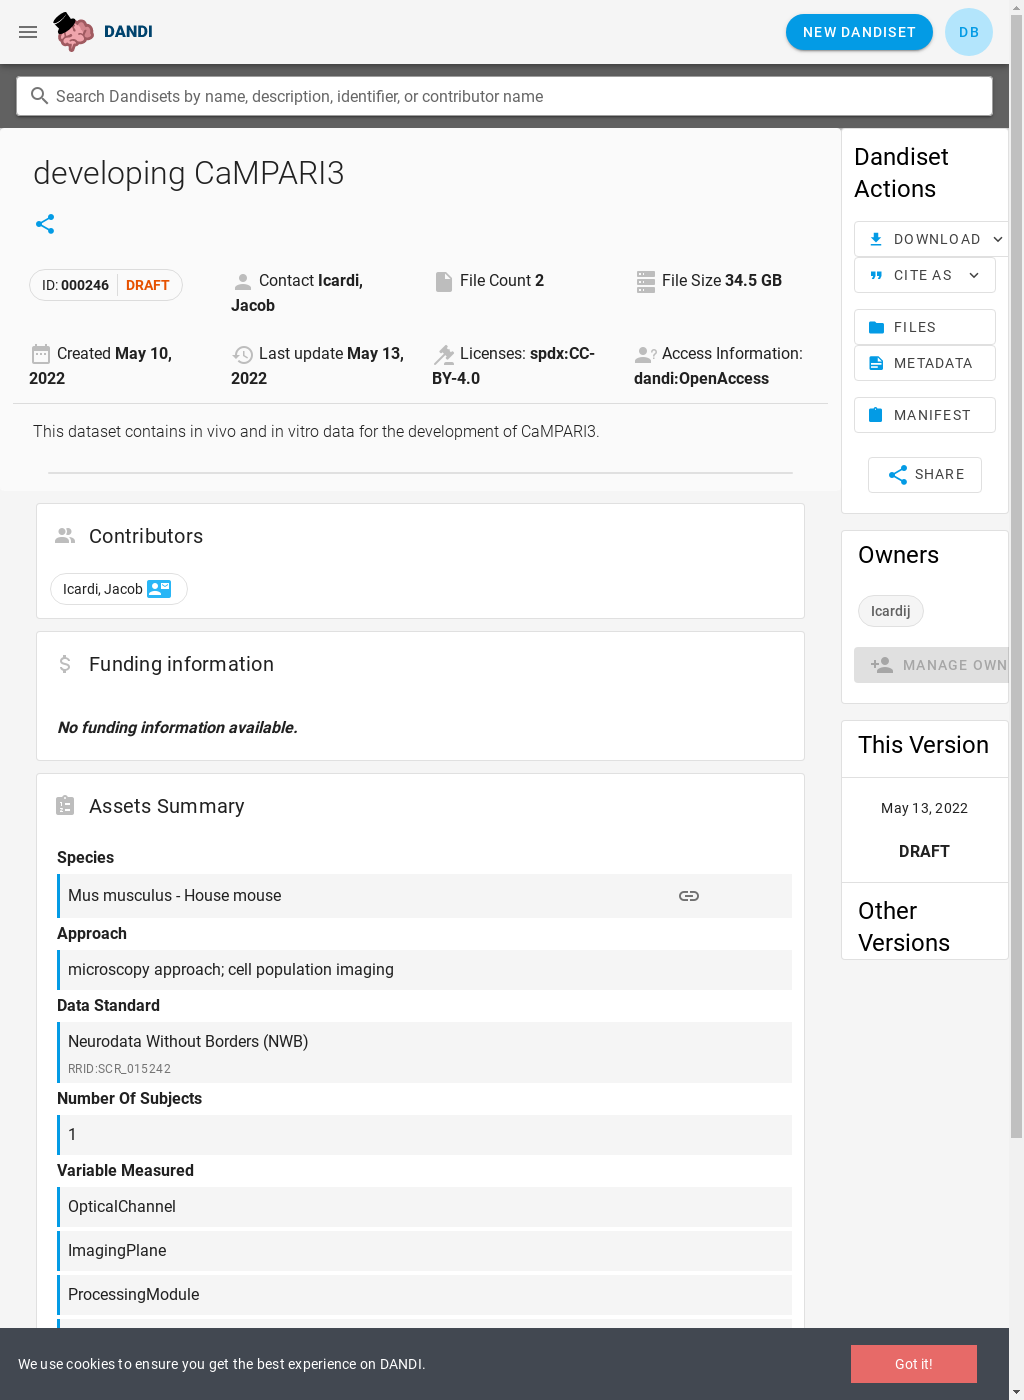 DANDI
NEW DANDISET
DB
Search Dandisets by name, description, identifier, or contributor name
developing CaMPARI3
ID: 000246 DRAFT
Contact Icardi, Jacob
File Count 2
File Size 34.5 GB
Created May 10, 2022
Last update May 13, 2022
Licenses: spdx:CC-BY-4.0
Access Information: dandi:OpenAccess
This dataset contains in vivo and in vitro data for the development of CaMPARI3.
Contributors
Icardi, Jacob
Funding information
No funding information available.
Assets Summary
Species
Mus musculus - House mouse
Approach
microscopy approach; cell population imaging
Data Standard
Neurodata Without Borders (NWB)
RRID:SCR_015242
Number Of Subjects
1
Variable Measured
OpticalChannel
ImagingPlane
ProcessingModule
Dandiset Actions
DOWNLOAD
CITE AS
FILES
METADATA
MANIFEST
SHARE
Owners
Icardij
MANAGE OWN
This Version
May 13, 2022
DRAFT
Other Versions
We use cookies to ensure you get the best experience on DANDI.
Got it!